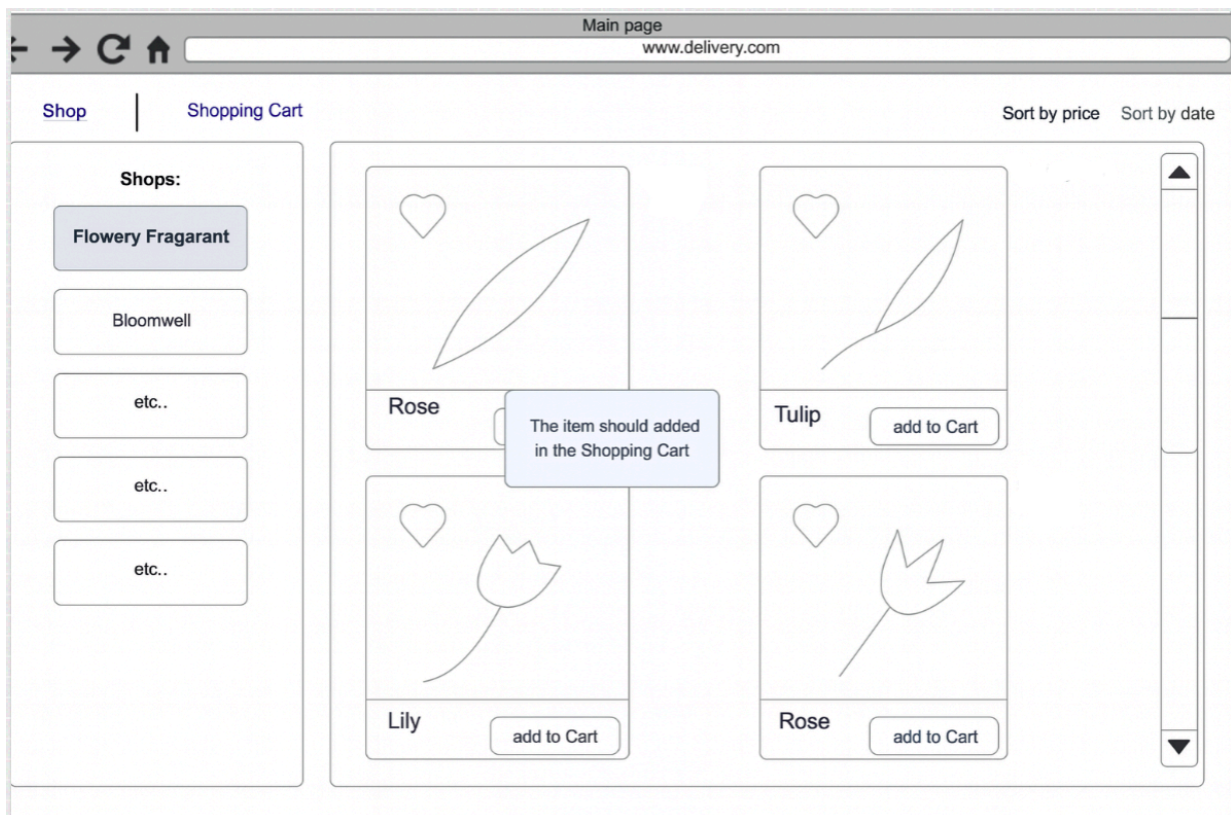 Main page
www.delivery.com
Shop
Shopping Cart
Sort by price
Sort by date
Shops:
Flowery Fragarant
Bloomwell
etc..
etc..
etc..
Rose
The item should added
in the Shopping Cart
Tulip
add to Cart
Lily
add to Cart
Rose
add to Cart